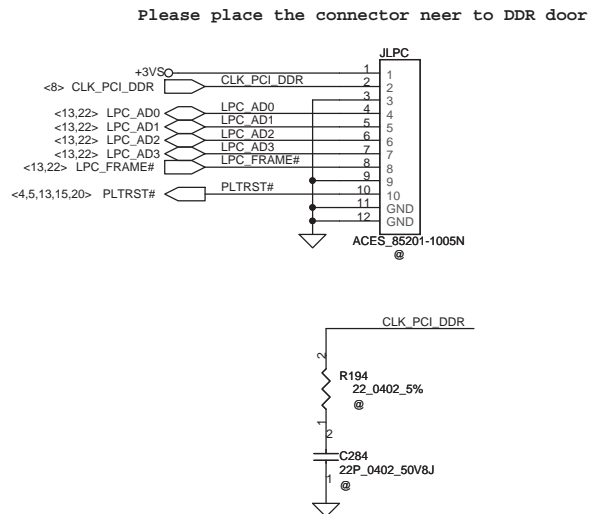 Please place the connector neer to DDR door
JLPC
+3VS 1 1
<8> CLK_PCI_DDR CLK_PCI_DDR 2 2
3 3
<13,22> LPC_AD0 LPC_AD0 4 4
<13,22> LPC_AD1 LPC_AD1 5 5
<13,22> LPC_AD2 LPC_AD2 6 6
<13,22> LPC_AD3 LPC_AD3 7 7
<13,22> LPC_FRAME# LPC_FRAME# 8 8
9 9
<4,5,13,15,20> PLTRST# PLTRST# 10 10
11 GND
12 GND
ACES_85201-1005N
@
CLK_PCI_DDR
2
R194
22_0402_5%
@
1
2
C284
22P_0402_50V8J
1
@